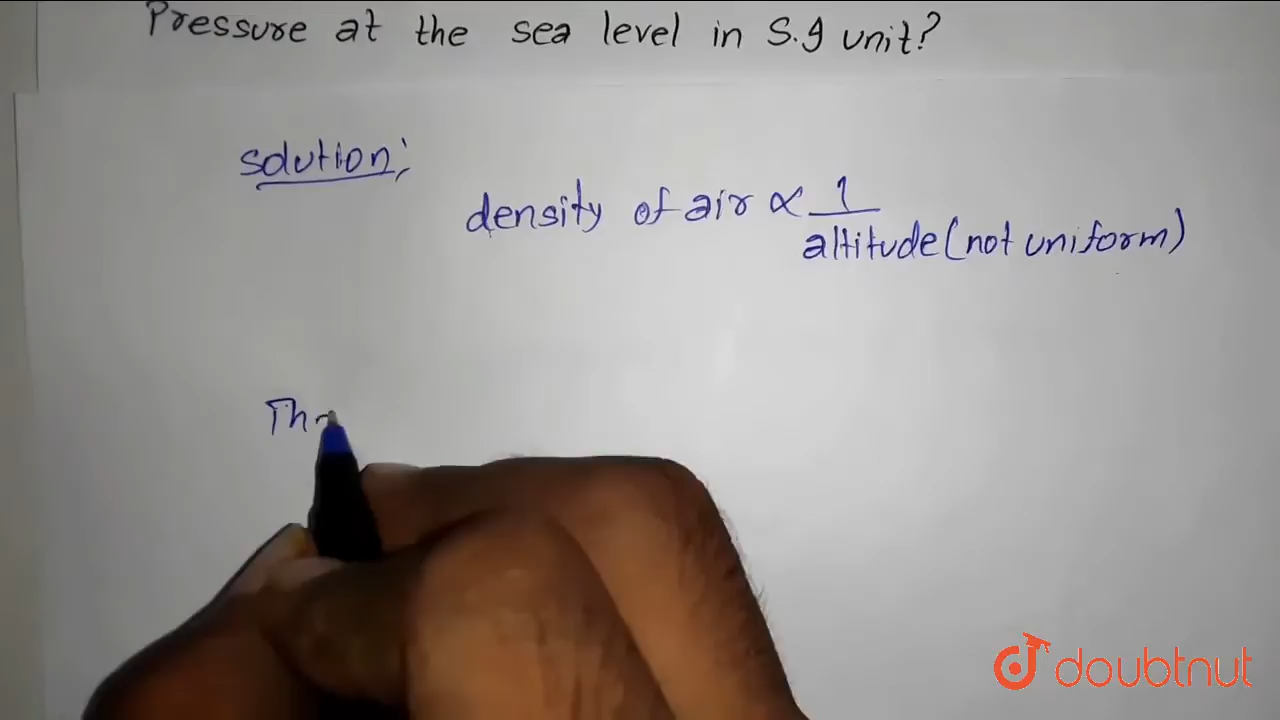 Pressure at the sea level in S.I unit?
solution:
density of air ∝ 1
altitude (not uniform)
Th
doubtnut